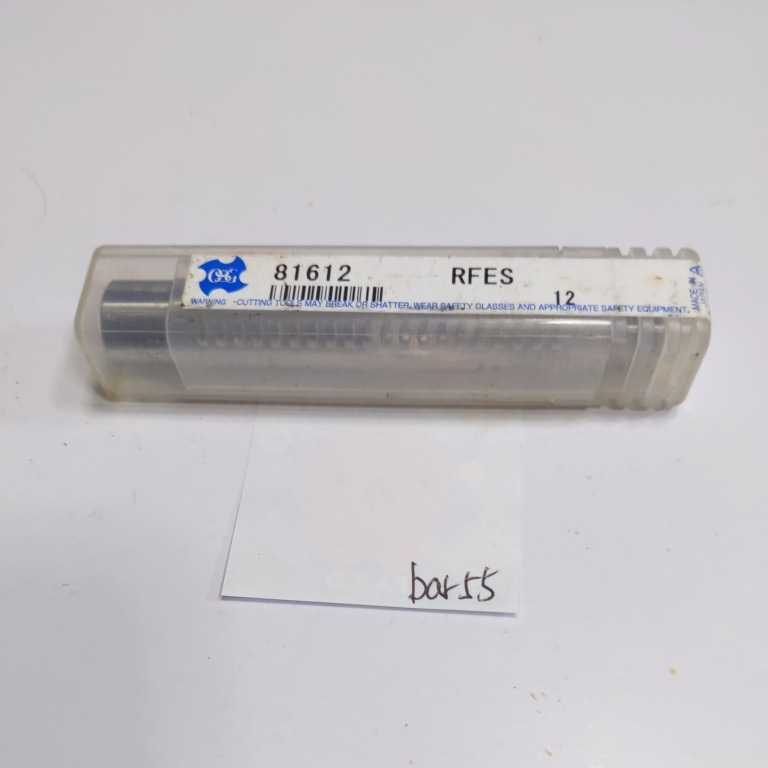 OSG 81612 RFES
12
WARNING -CUTTING TOOLS MAY BREAK OR SHATTER. WEAR SAFETY GLASSES AND APPROPRIATE SAFETY EQUIPMENT.
MADE IN
A
bar55